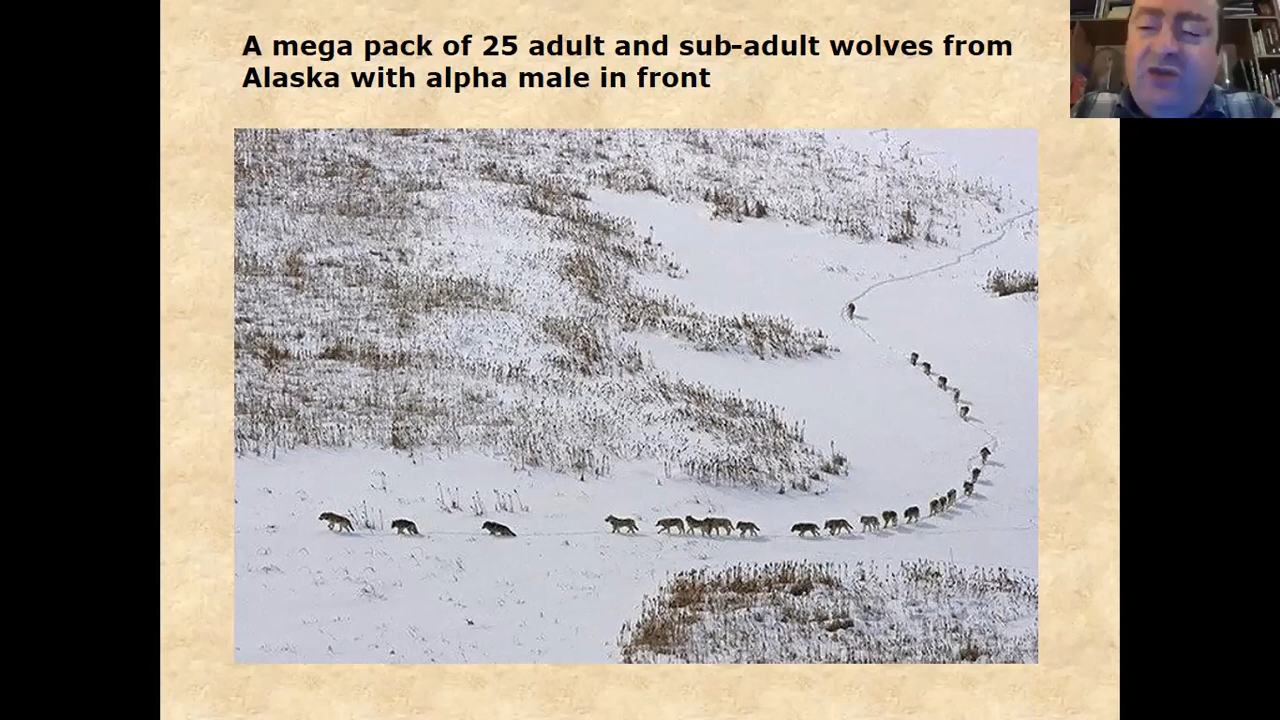 A mega pack of 25 adult and sub-adult wolves from
Alaska with alpha male in front